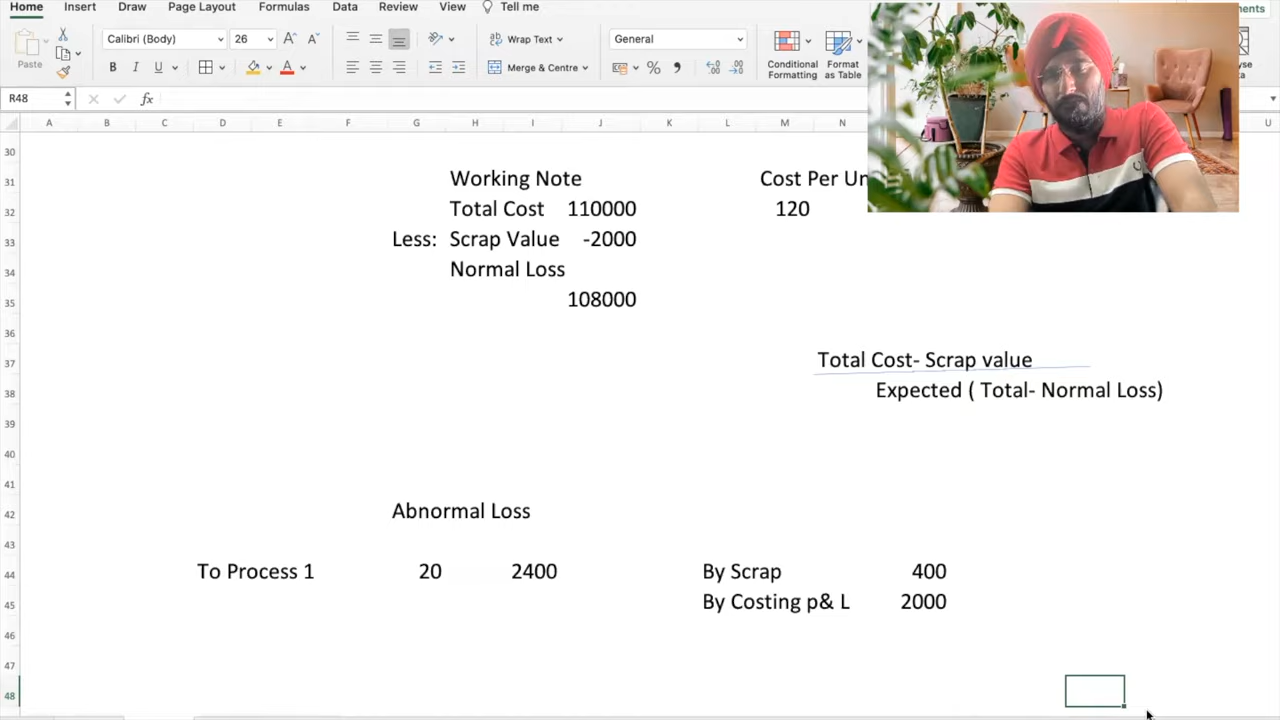 Home Insert Draw Page Layout Formulas Data Review View Tell me
Paste Calibri (Body) 26 A A Wrap Text General
B I U A Merge & Centre % Conditional Formatting Format as Table
R48 fx
A B C D E F G H I J K L M N U
30
31 Working Note Cost Per Un
32 Total Cost 110000 120
33 Less: Scrap Value -2000
34 Normal Loss
35 108000
36
37 Total Cost- Scrap value
38 Expected ( Total- Normal Loss)
39
40
41
42 Abnormal Loss
43
44 To Process 1 20 2400 By Scrap 400
45 By Costing p& L 2000
46
47
48